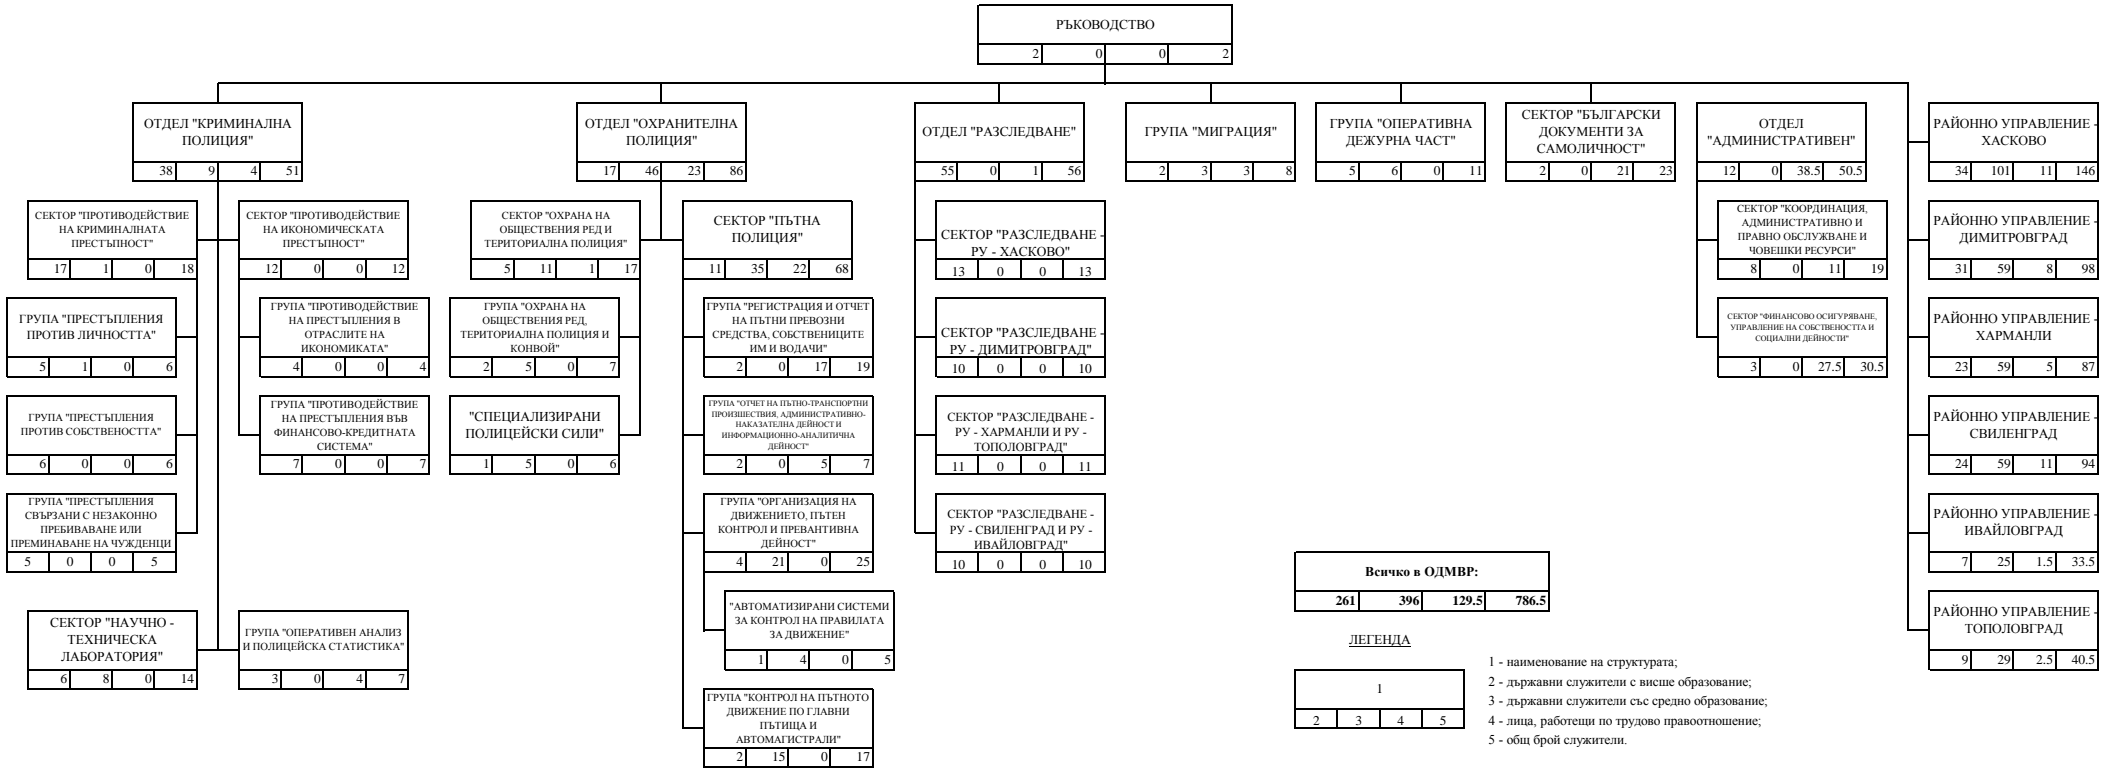 РЪКОВОДСТВО
2 0 0 2
ОТДЕЛ "КРИМИНАЛНА
ПОЛИЦИЯ"
38 9 4 51
ОТДЕЛ "ОХРАНИТЕЛНА
ПОЛИЦИЯ"
17 46 23 86
ОТДЕЛ "РАЗСЛЕДВАНЕ"
55 0 1 56
ГРУПА "МИГРАЦИЯ"
2 3 3 8
ГРУПА "ОПЕРАТИВНА
ДЕЖУРНА ЧАСТ"
5 6 0 11
СЕКТОР "БЪЛГАРСКИ
ДОКУМЕНТИ ЗА
САМОЛИЧНОСТ"
2 0 21 23
ОТДЕЛ
"АДМИНИСТРАТИВЕН"
12 0 38.5 50.5
РАЙОННО УПРАВЛЕНИЕ -
ХАСКОВО
34 101 11 146
СЕКТОР "ПРОТИВОДЕЙСТВИЕ
НА КРИМИНАЛНАТА
ПРЕСТЪПНОСТ"
17 1 0 18
СЕКТОР "ПРОТИВОДЕЙСТВИЕ
НА ИКОНОМИЧЕСКАТА
ПРЕСТЪПНОСТ"
12 0 0 12
СЕКТОР "ОХРАНА НА
ОБЩЕСТВЕНИЯ РЕД И
ТЕРИТОРИАЛНА ПОЛИЦИЯ"
5 11 1 17
СЕКТОР "ПЪТНА
ПОЛИЦИЯ"
11 35 22 68
СЕКТОР "РАЗСЛЕДВАНЕ -
РУ - ХАСКОВО"
13 0 0 13
СЕКТОР "КООРДИНАЦИЯ,
АДМИНИСТРАТИВНО И
ПРАВНО ОБСЛУЖВАНЕ И
ЧОВЕШКИ РЕСУРСИ"
8 0 11 19
РАЙОННО УПРАВЛЕНИЕ -
ДИМИТРОВГРАД
31 59 8 98
ГРУПА "ПРЕСТЪПЛЕНИЯ
ПРОТИВ ЛИЧНОСТТА"
5 1 0 6
ГРУПА "ПРОТИВОДЕЙСТВИЕ
НА ПРЕСТЪПЛЕНИЯ В
ОТРАСЛИТЕ НА
ИКОНОМИКАТА"
4 0 0 4
ГРУПА "ОХРАНА НА
ОБЩЕСТВЕНИЯ РЕД,
ТЕРИТОРИАЛНА ПОЛИЦИЯ И
КОНВОЙ"
2 5 0 7
ГРУПА "РЕГИСТРАЦИЯ И ОТЧЕТ
НА ПЪТНИ ПРЕВОЗНИ
СРЕДСТВА, СОБСТВЕНИЦИТЕ
ИМ И ВОДАЧИ"
2 0 17 19
СЕКТОР "РАЗСЛЕДВАНЕ -
РУ - ДИМИТРОВГРАД"
10 0 0 10
СЕКТОР "ФИНАНСОВО ОСИГУРЯВАНЕ,
УПРАВЛЕНИЕ НА СОБСТВЕНОСТТА И
СОЦИАЛНИ ДЕЙНОСТИ"
3 0 27.5 30.5
РАЙОННО УПРАВЛЕНИЕ -
ХАРМАНЛИ
23 59 5 87
ГРУПА "ПРЕСТЪПЛЕНИЯ
ПРОТИВ СОБСТВЕНОСТТА"
6 0 0 6
ГРУПА "ПРОТИВОДЕЙСТВИЕ
НА ПРЕСТЪПЛЕНИЯ ВЪВ
ФИНАНСОВО-КРЕДИТНАТА
СИСТЕМА"
7 0 0 7
"СПЕЦИАЛИЗИРАНИ
ПОЛИЦЕЙСКИ СИЛИ"
1 5 0 6
ГРУПА "ОТЧЕТ НА ПЪТНО-ТРАНСПОРТНИ
ПРОИЗШЕСТВИЯ, АДМИНИСТРАТИВНО-
НАКАЗАТЕЛНА ДЕЙНОСТ И
ИНФОРМАЦИОННО-АНАЛИТИЧНА
ДЕЙНОСТ"
2 0 5 7
СЕКТОР "РАЗСЛЕДВАНЕ -
РУ - ХАРМАНЛИ И РУ -
ТОПОЛОВГРАД"
11 0 0 11
РАЙОННО УПРАВЛЕНИЕ -
СВИЛЕНГРАД
24 59 11 94
ГРУПА "ПРЕСТЪПЛЕНИЯ
СВЪРЗАНИ С НЕЗАКОННО
ПРЕБИВАВАНЕ ИЛИ
ПРЕМИНАВАНЕ НА ЧУЖДЕНЦИ
5 0 0 5
ГРУПА "ОРГАНИЗАЦИЯ НА
ДВИЖЕНИЕТО, ПЪТЕН
КОНТРОЛ И ПРЕВАНТИВНА
ДЕЙНОСТ"
4 21 0 25
СЕКТОР "РАЗСЛЕДВАНЕ -
РУ - СВИЛЕНГРАД И РУ -
ИВАЙЛОВГРАД"
10 0 0 10
РАЙОННО УПРАВЛЕНИЕ -
ИВАЙЛОВГРАД
7 25 1.5 33.5
Всичко в ОДМВР:
261 396 129.5 786.5
СЕКТОР "НАУЧНО -
ТЕХНИЧЕСКА
ЛАБОРАТОРИЯ"
6 8 0 14
ГРУПА "ОПЕРАТИВЕН АНАЛИЗ
И ПОЛИЦЕЙСКА СТАТИСТИКА"
3 0 4 7
"АВТОМАТИЗИРАНИ СИСТЕМИ
ЗА КОНТРОЛ НА ПРАВИЛАТА
ЗА ДВИЖЕНИЕ"
1 4 0 5
РАЙОННО УПРАВЛЕНИЕ -
ТОПОЛОВГРАД
9 29 2.5 40.5
ГРУПА "КОНТРОЛ НА ПЪТНОТО
ДВИЖЕНИЕ ПО ГЛАВНИ
ПЪТИЩА И
АВТОМАГИСТРАЛИ"
2 15 0 17
ЛЕГЕНДА
1
2 3 4 5
1 - наименование на структурата;
2 - държавни служители с висше образование;
3 - държавни служители със средно образование;
4 - лица, работещи по трудово правоотношение;
5 - общ брой служители.